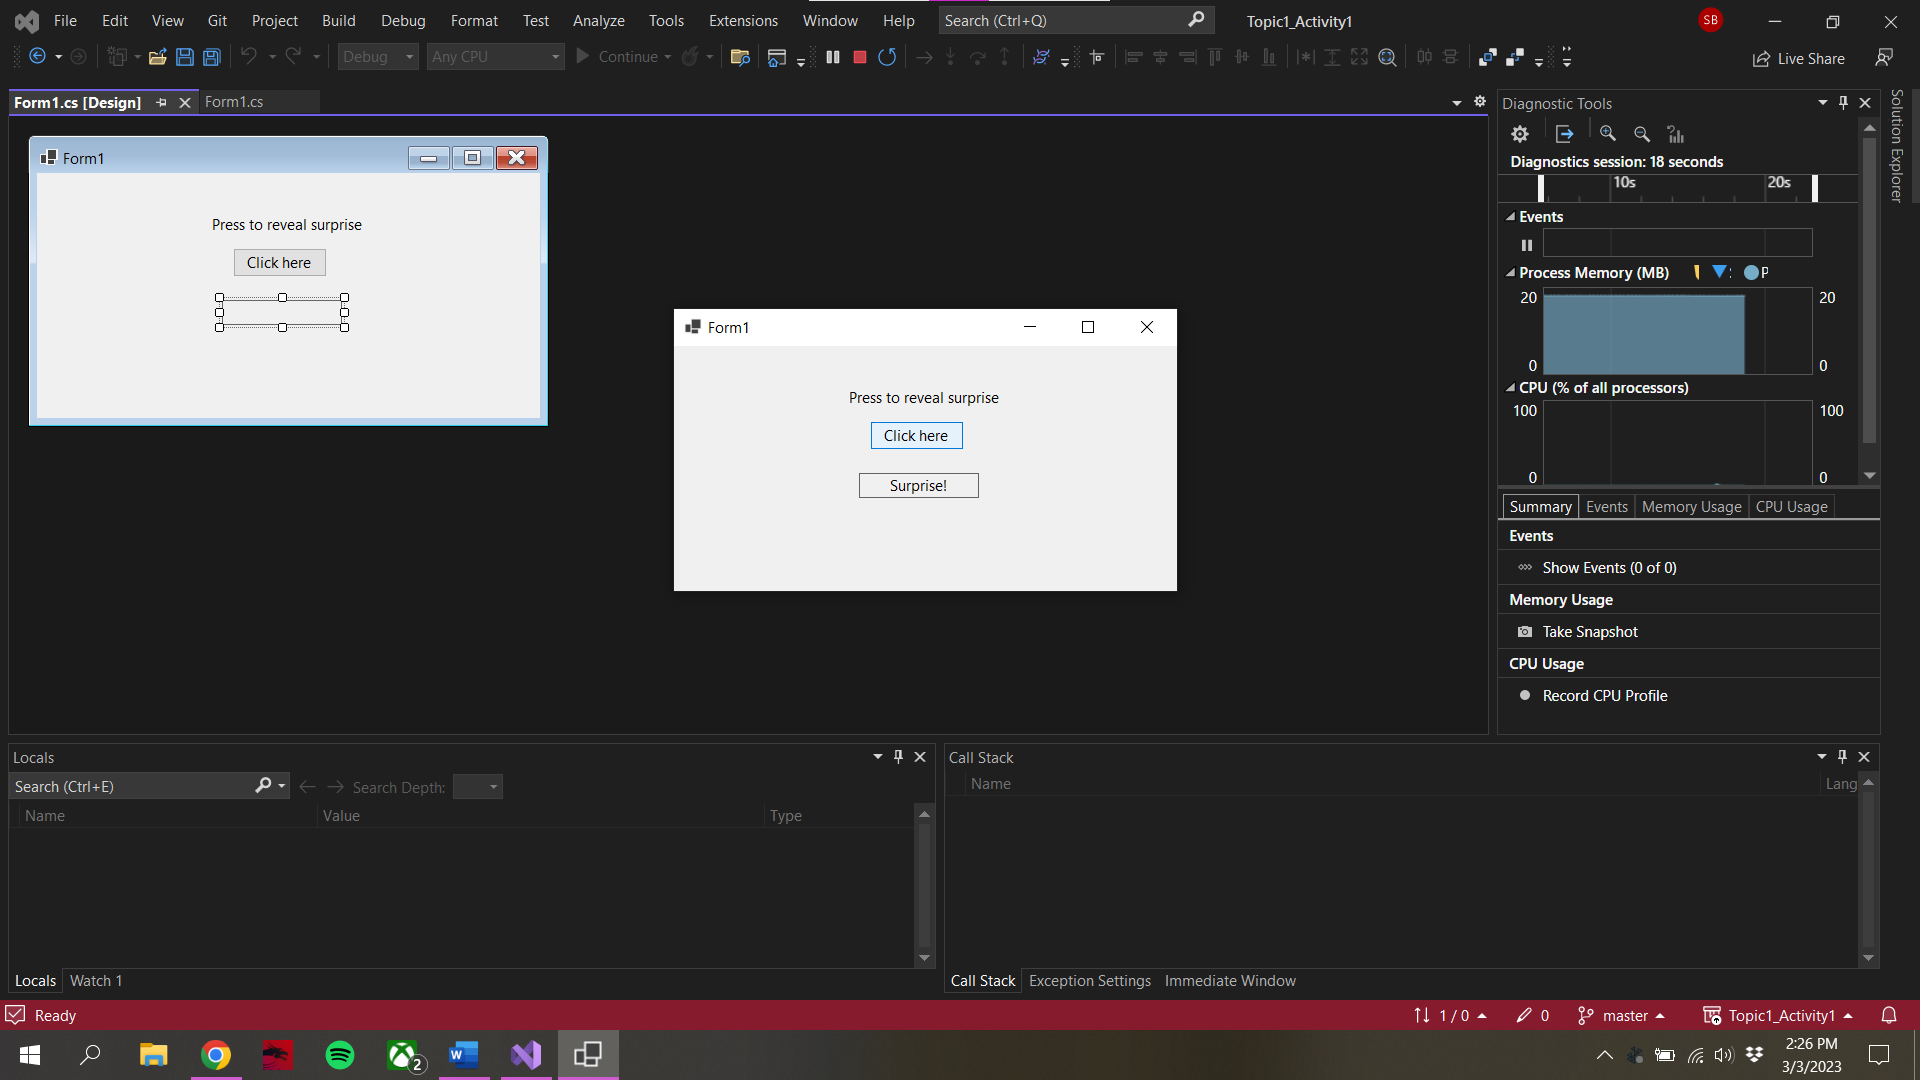 File Edit View Git Project Build Debug Format Test Analyze Tools Extensions Window Help Search (Ctrl+Q) Topic1_Activity1 SB
Debug Any CPU Continue Live Share
Form1.cs [Design] Form1.cs
Form1
Press to reveal surprise
Click here
Form1
Press to reveal surprise
Click here
Surprise!
Diagnostic Tools
Diagnostics session: 18 seconds
10s 20s
Events
Process Memory (MB) P
20 20
0 0
CPU (% of all processors)
100 100
0 0
Summary Events Memory Usage CPU Usage
Events
Show Events (0 of 0)
Memory Usage
Take Snapshot
CPU Usage
Record CPU Profile
Solution Explorer
Locals
Search (Ctrl+E) Search Depth:
Name Value Type
Locals Watch 1
Call Stack
Name Lang
Call Stack Exception Settings Immediate Window
Ready 1 / 0 0 master Topic1_Activity1
2
2:26 PM
3/3/2023